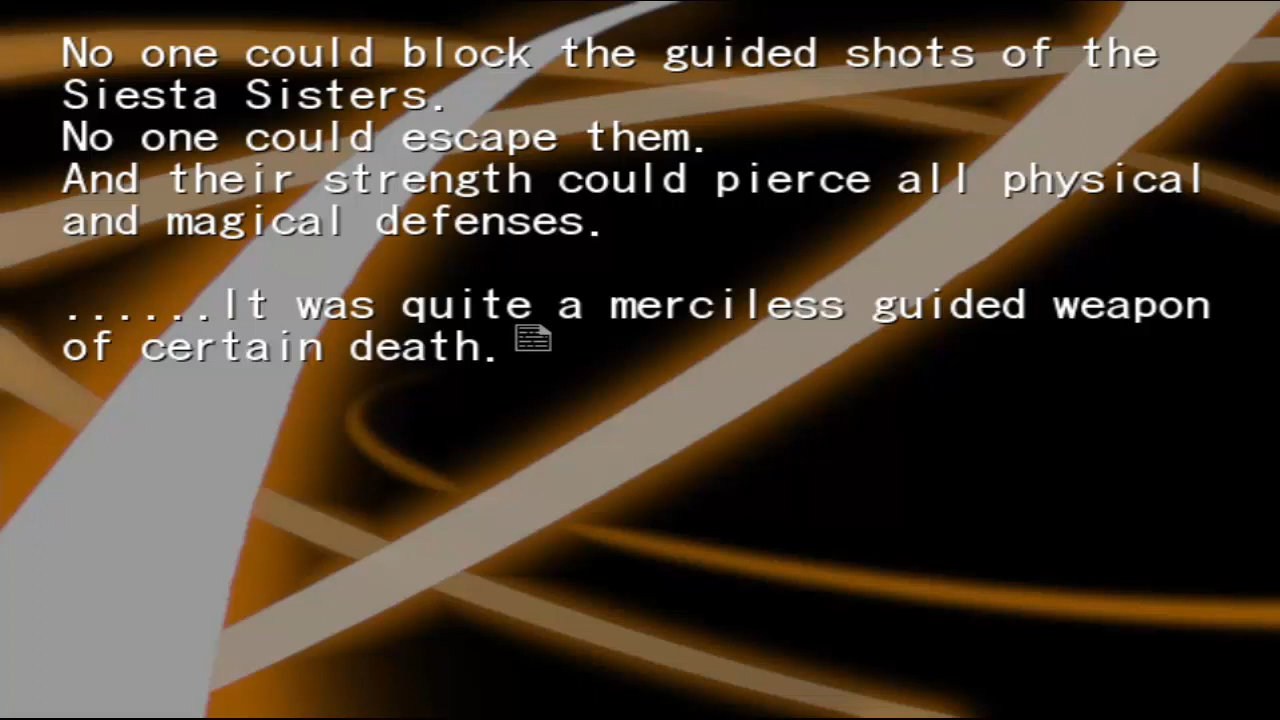 No one could block the guided shots of the
Siesta Sisters.
No one could escape them.
And their strength could pierce all physical
and magical defenses.
......It was quite a merciless guided weapon
of certain death.